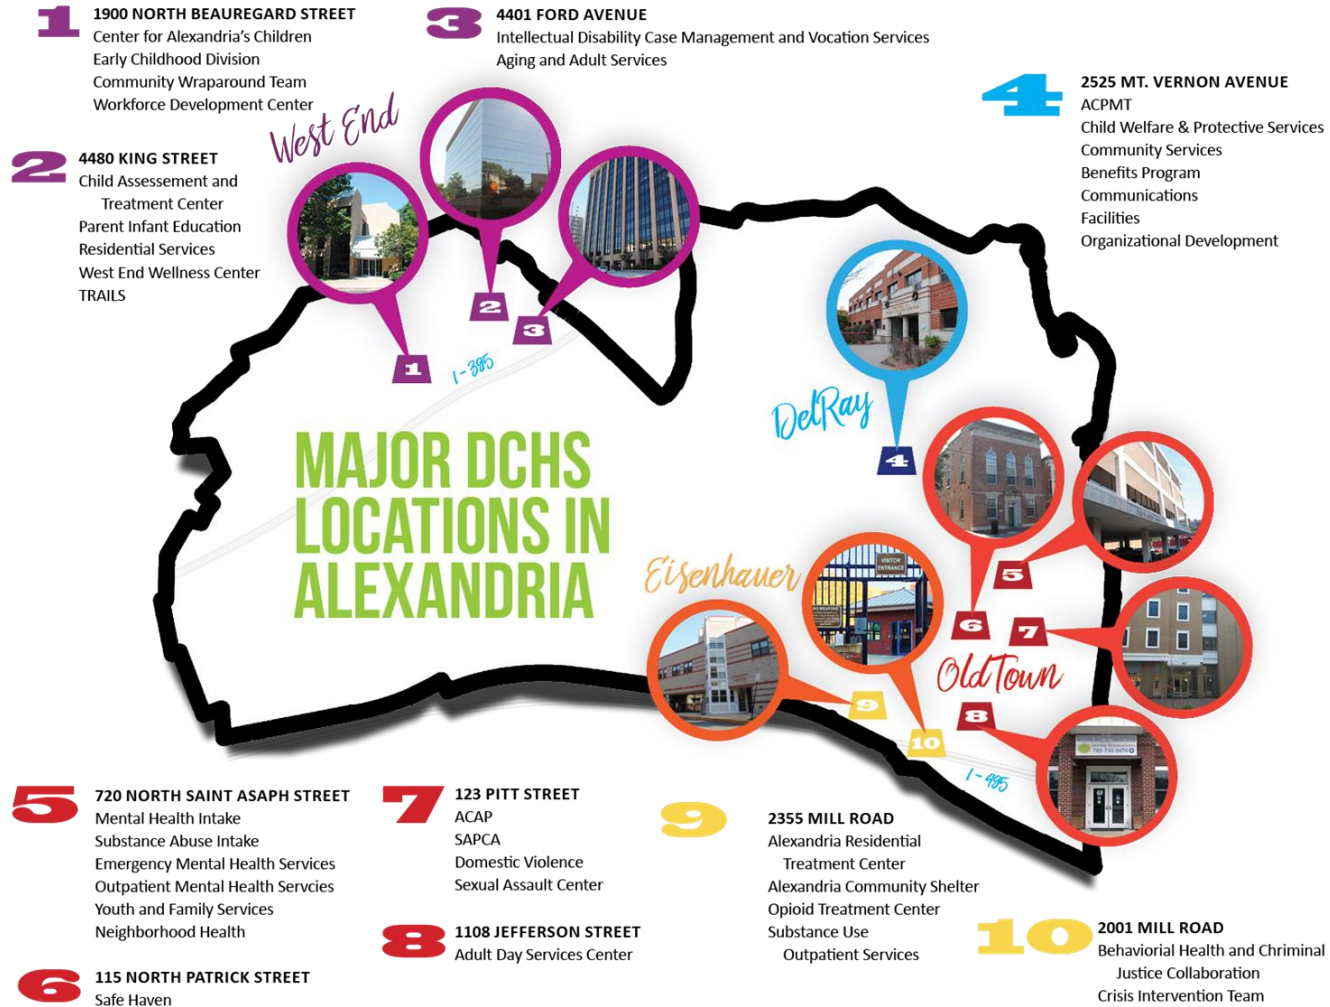 1
1900 NORTH BEAUREGARD STREET
Center for Alexandria's Children
Early Childhood Division
Community Wraparound Team
Workforce Development Center
2
4480 KING STREET
Child Assessement and
Treatment Center
Parent Infant Education
Residential Services
West End Wellness Center
TRAILS
3
4401 FORD AVENUE
Intellectual Disability Case Management and Vocation Services
Aging and Adult Services
4
2525 MT. VERNON AVENUE
ACPMT
Child Welfare & Protective Services
Community Services
Benefits Program
Communications
Facilities
Organizational Development
West End
1
2
3
I-395
MAJOR DCHS
LOCATIONS IN
ALEXANDRIA
DelRay
4
Eisenhauer
VISITOR
ENTRANCE
NO WEAPONS
5
6
7
Old Town
8
9
10
I-495
5
720 NORTH SAINT ASAPH STREET
Mental Health Intake
Substance Abuse Intake
Emergency Mental Health Services
Outpatient Mental Health Servcies
Youth and Family Services
Neighborhood Health
6
115 NORTH PATRICK STREET
Safe Haven
7
123 PITT STREET
ACAP
SAPCA
Domestic Violence
Sexual Assault Center
8
1108 JEFFERSON STREET
Adult Day Services Center
9
2355 MILL ROAD
Alexandria Residential
Treatment Center
Alexandria Community Shelter
Opioid Treatment Center
Substance Use
Outpatient Services
10
2001 MILL ROAD
Behaviorial Health and Chriminal
Justice Collaboration
Crisis Intervention Team